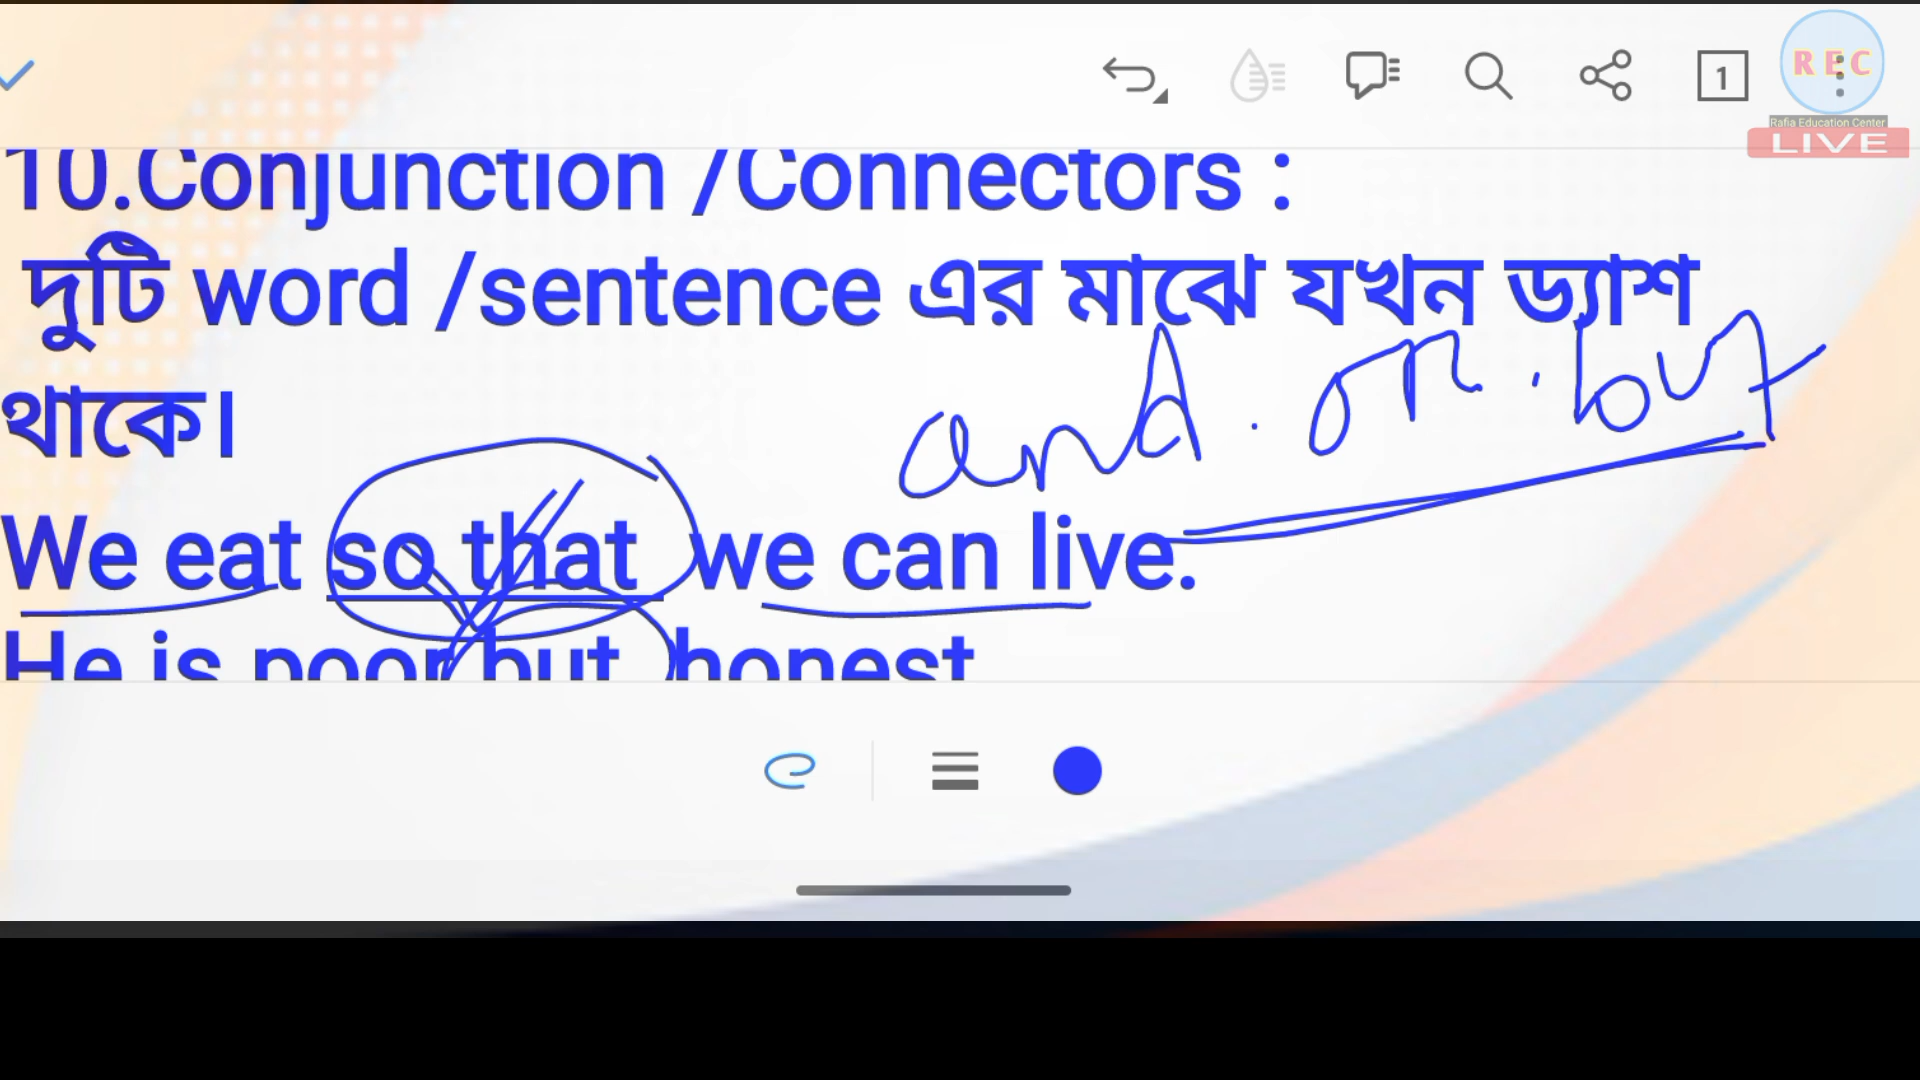 1
REC
Rafia Education Center
LIVE
10.Conjunction /Connectors :
দুটি word /sentence এর মাঝে যখন ড্যাশ
থাকে।
and . or . but
We eat so that we can live.
He is poor but honest